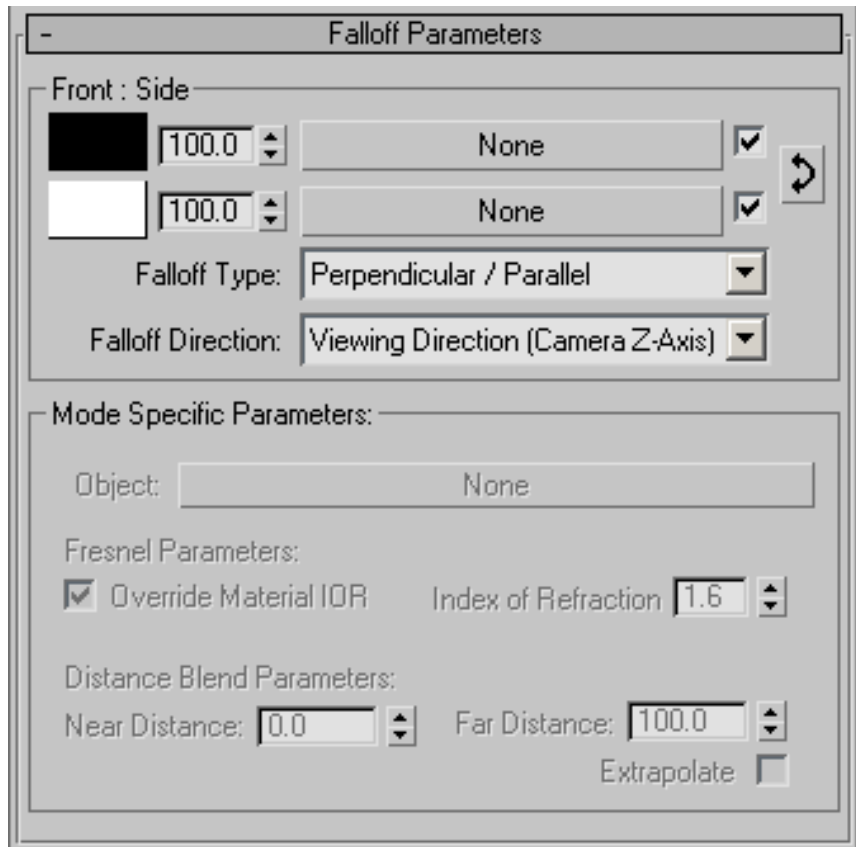 - Falloff Parameters
Front : Side
100.0 None
100.0 None
Falloff Type: Perpendicular / Parallel
Falloff Direction: Viewing Direction (Camera Z-Axis)
Mode Specific Parameters:
Object: None
Fresnel Parameters:
Override Material IOR Index of Refraction 1.6
Distance Blend Parameters:
Near Distance: 0.0 Far Distance: 100.0
Extrapolate